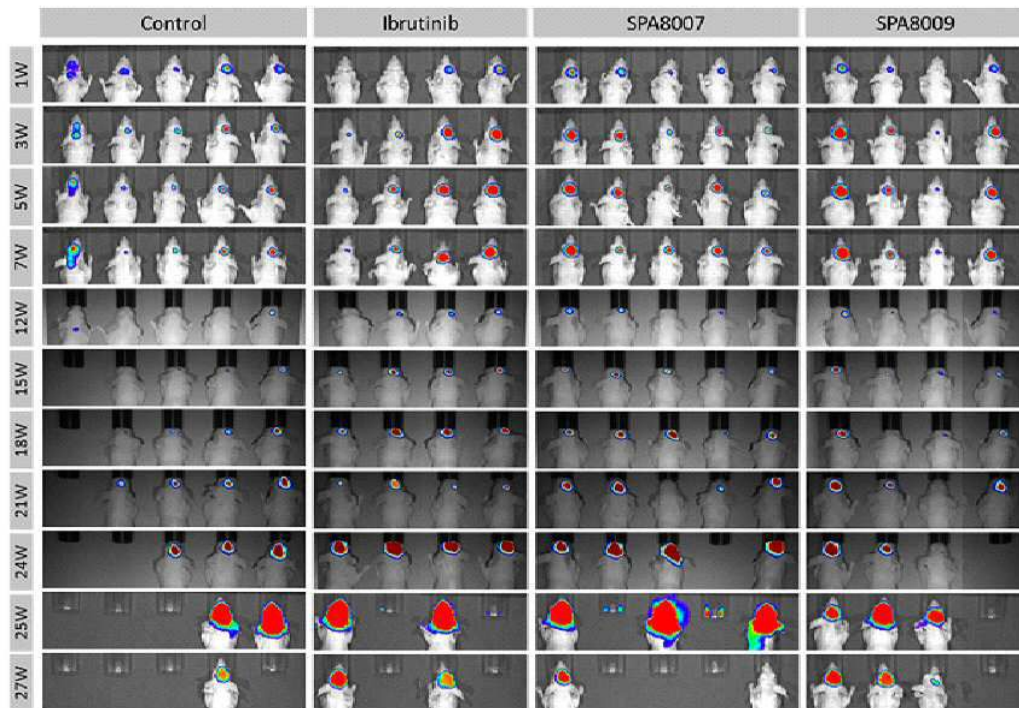 Control Ibrutinib SPA8007 SPA8009
1W
3W
5W
7W
12W
15W
18W
21W
24W
25W
27W